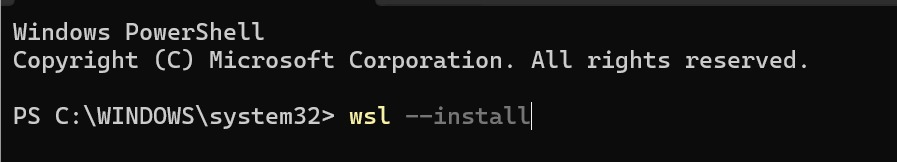 Windows PowerShell
Copyright (C) Microsoft Corporation. All rights reserved.
PS C:\WINDOWS\system32> wsl --install